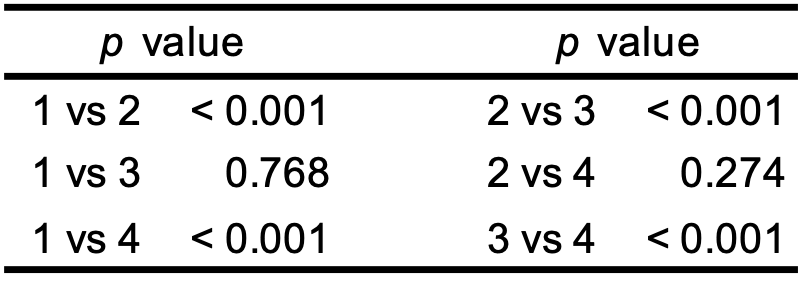 p value p value
1 vs 2 < 0.001 2 vs 3 < 0.001
1 vs 3 0.768 2 vs 4 0.274
1 vs 4 < 0.001 3 vs 4 < 0.001